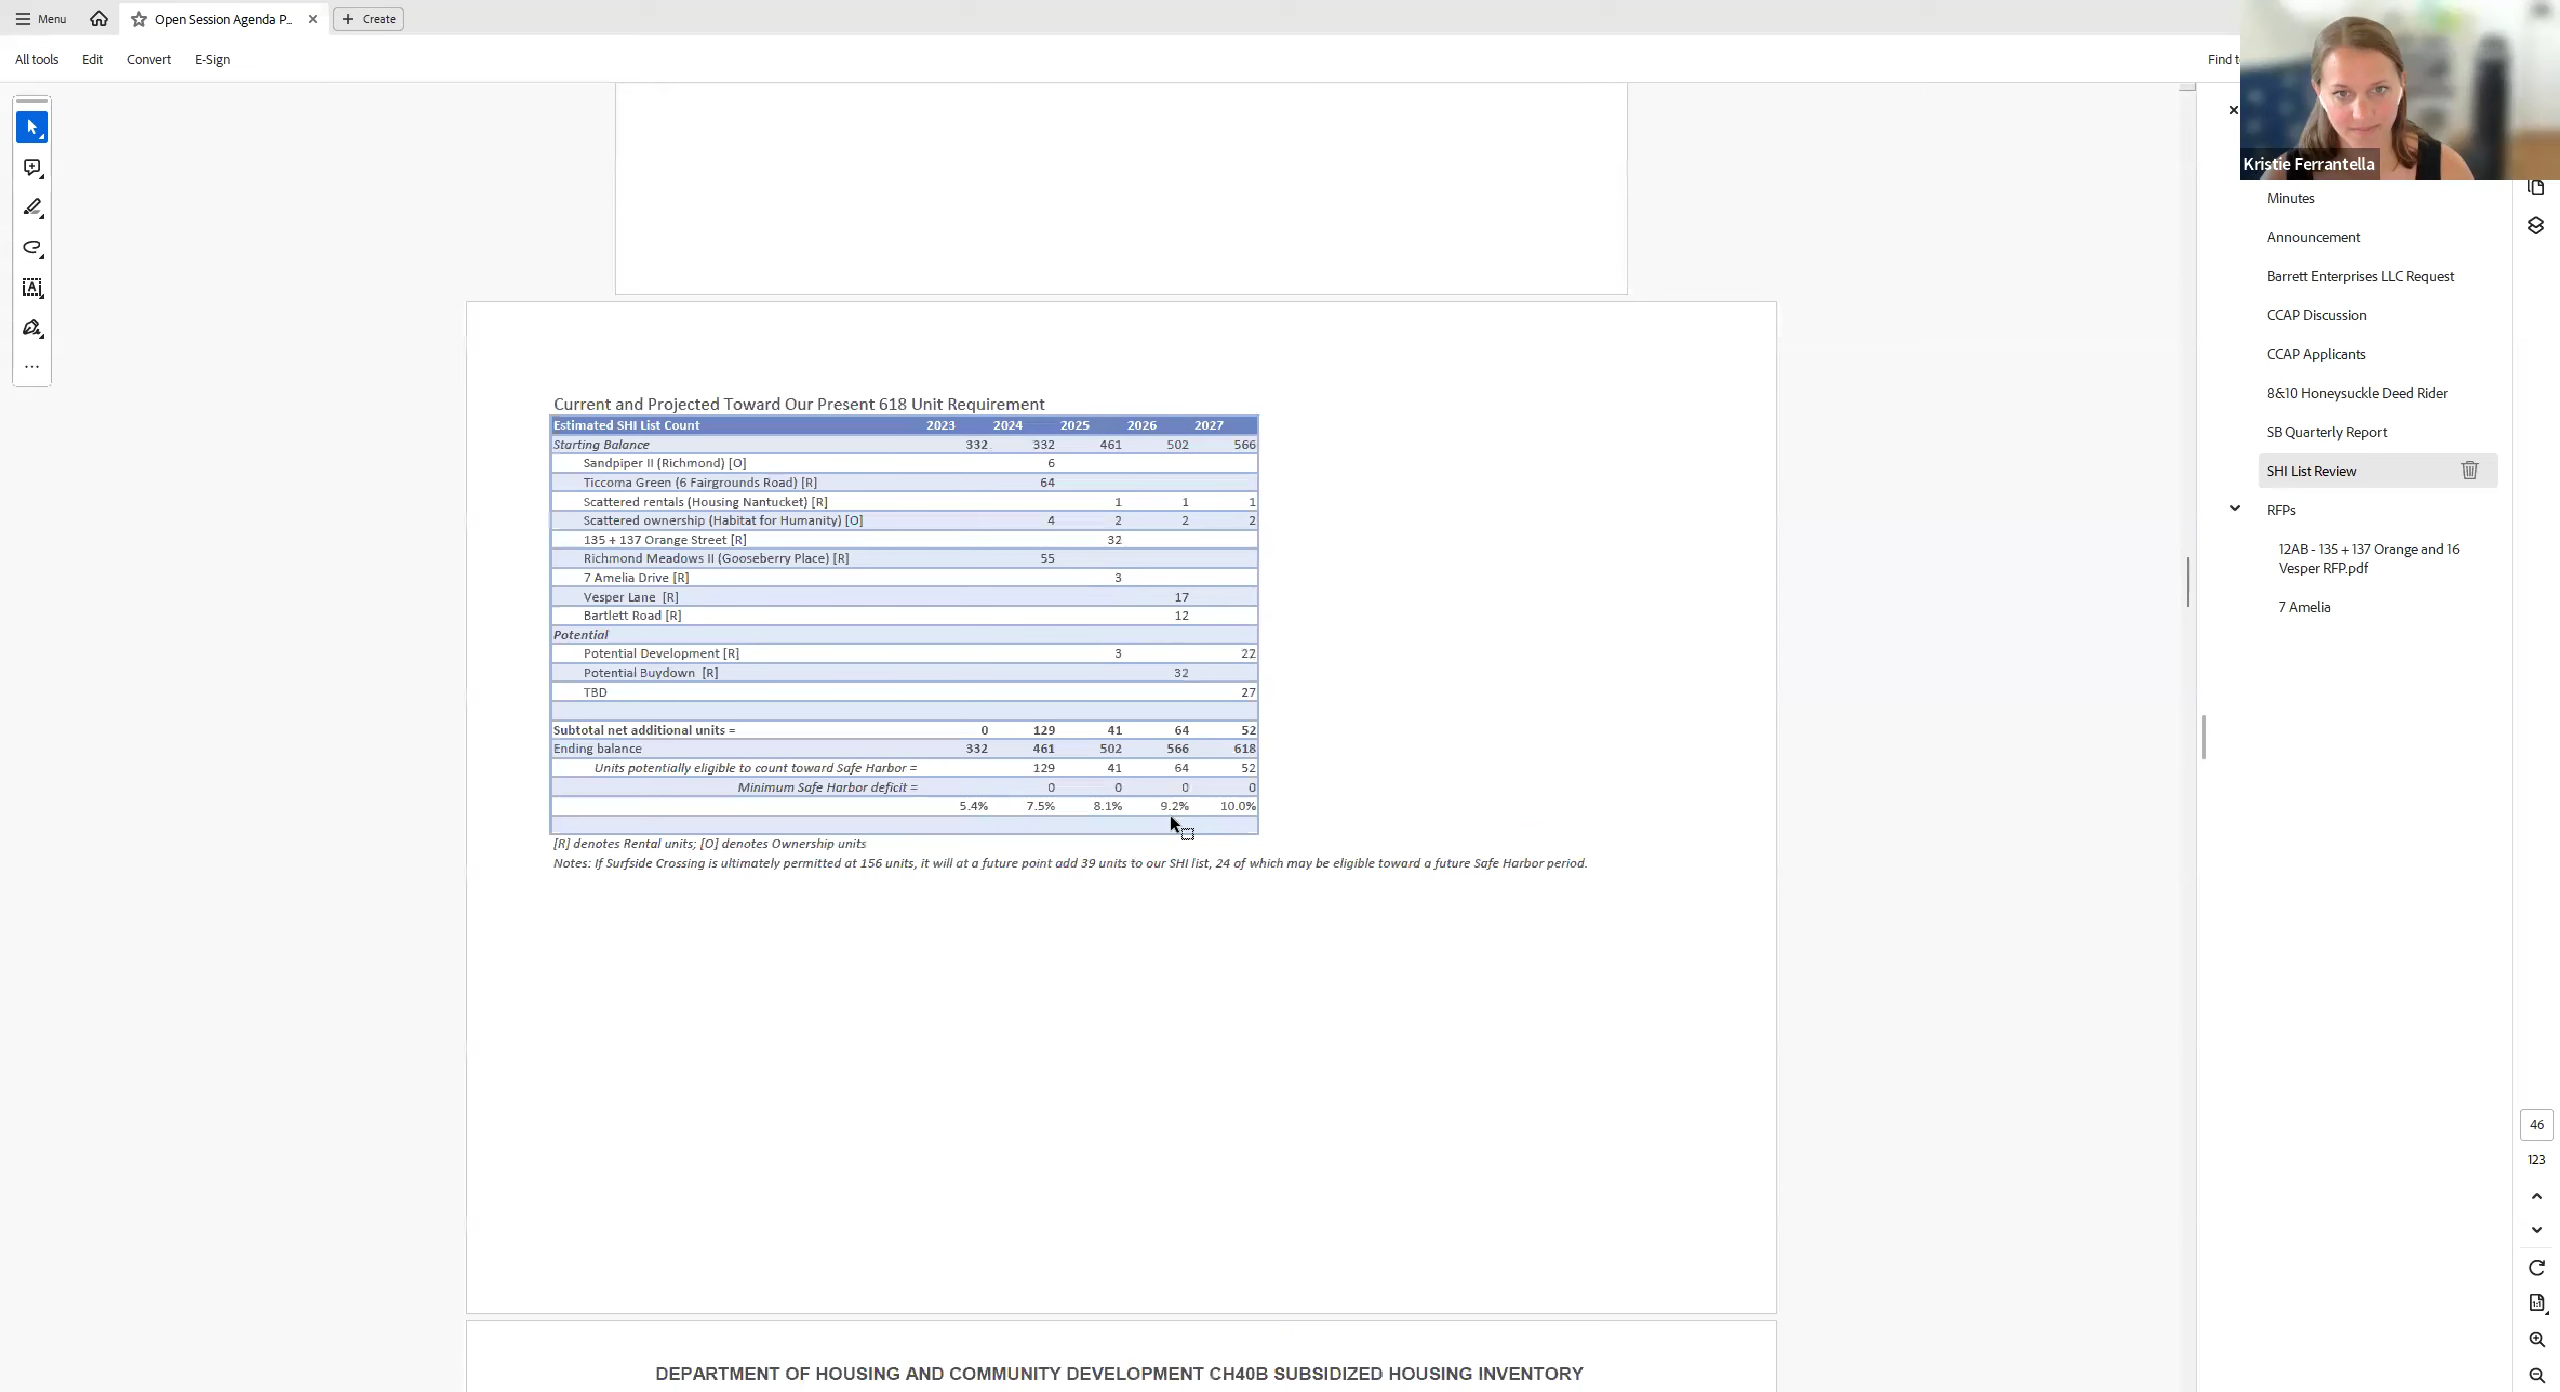 Menu
Open Session Agenda P...
Create
All tools Edit Convert E-Sign
Find t
Kristie Ferrantella
Minutes
Announcement
Barrett Enterprises LLC Request
CCAP Discussion
CCAP Applicants
8&10 Honeysuckle Deed Rider
SB Quarterly Report
SHI List Review
RFPs
12AB - 135 + 137 Orange and 16
Vesper RFP.pdf
7 Amelia
Current and Projected Toward Our Present 618 Unit Requirement
Estimated SHI List Count 2023 2024 2025 2026 2027
Starting Balance 332 332 461 502 566
Sandpiper II (Richmond) [O] 6
Ticcoma Green (6 Fairgrounds Road) [R] 64
Scattered rentals (Housing Nantucket) [R] 1 1 1
Scattered ownership (Habitat for Humanity) [O] 4 2 2 2
135 + 137 Orange Street [R] 32
Richmond Meadows II (Gooseberry Place) [R] 55
7 Amelia Drive [R] 3
Vesper Lane [R] 17
Bartlett Road [R] 12
Potential
Potential Development [R] 3 22
Potential Buydown [R] 32
TBD 27
Subtotal net additional units = 0 129 41 64 52
Ending balance 332 461 502 566 618
Units potentially eligible to count toward Safe Harbor = 129 41 64 52
Minimum Safe Harbor deficit = 0 0 0 0
5.4% 7.5% 8.1% 9.2% 10.0%
[R] denotes Rental units; [O] denotes Ownership units
Notes: If Surfside Crossing is ultimately permitted at 156 units, it will at a future point add 39 units to our SHI list, 24 of which may be eligible toward a future Safe Harbor period.
46
123
DEPARTMENT OF HOUSING AND COMMUNITY DEVELOPMENT CH40B SUBSIDIZED HOUSING INVENTORY